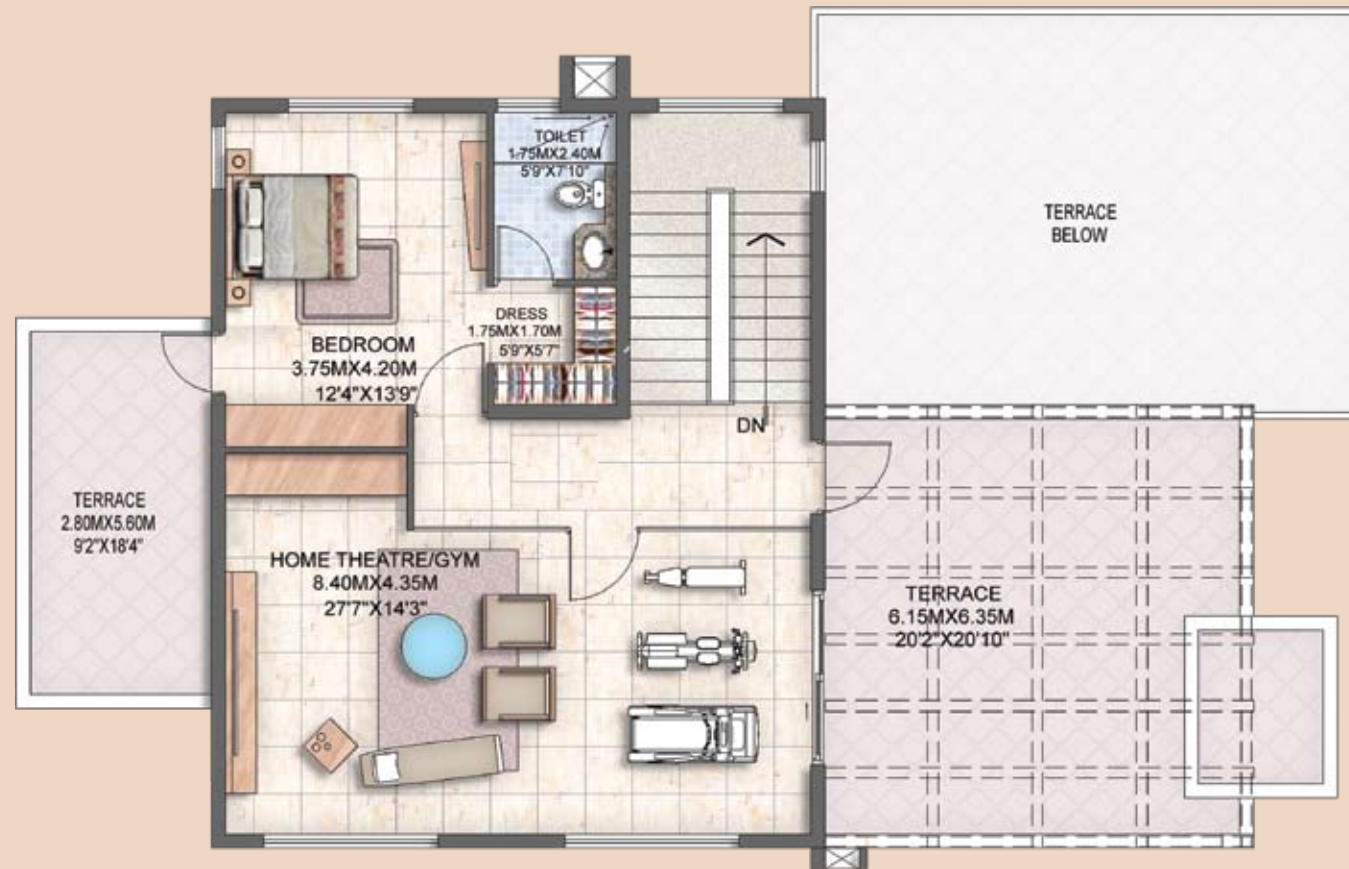 TOILET
1.75MX2.40M
5'9"X7'10"
TERRACE
BELOW
DRESS
1.75MX1.70M
5'9"X5'7"
BEDROOM
3.75MX4.20M
12'4"X13'9"
DN
TERRACE
2.80MX5.60M
9'2"X18'4"
HOME THEATRE/GYM
8.40MX4.35M
27'7"X14'3"
TERRACE
6.15MX6.35M
20'2"X20'10"